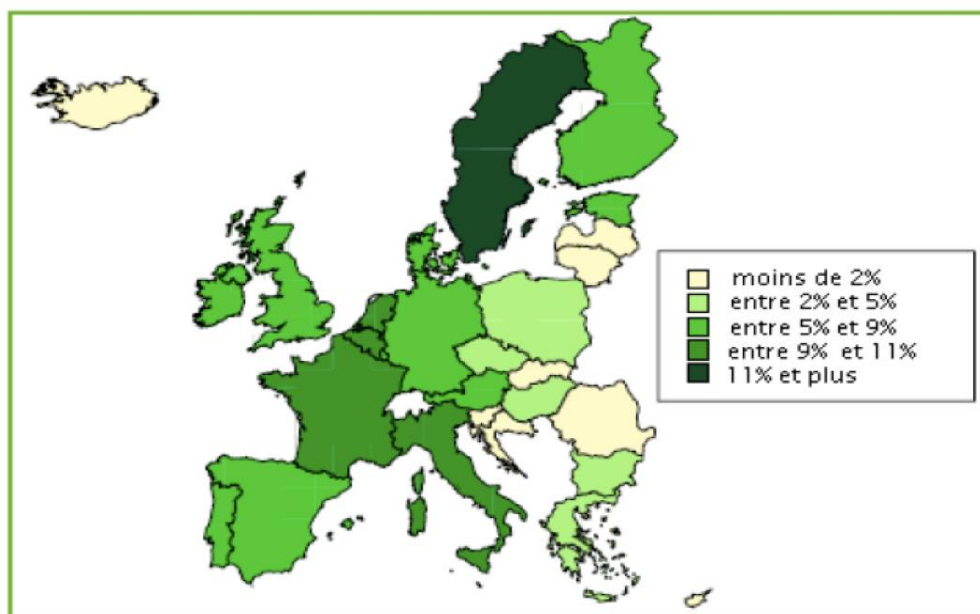 moins de 2%
entre 2% et 5%
entre 5% et 9%
entre 9% et 11%
11% et plus